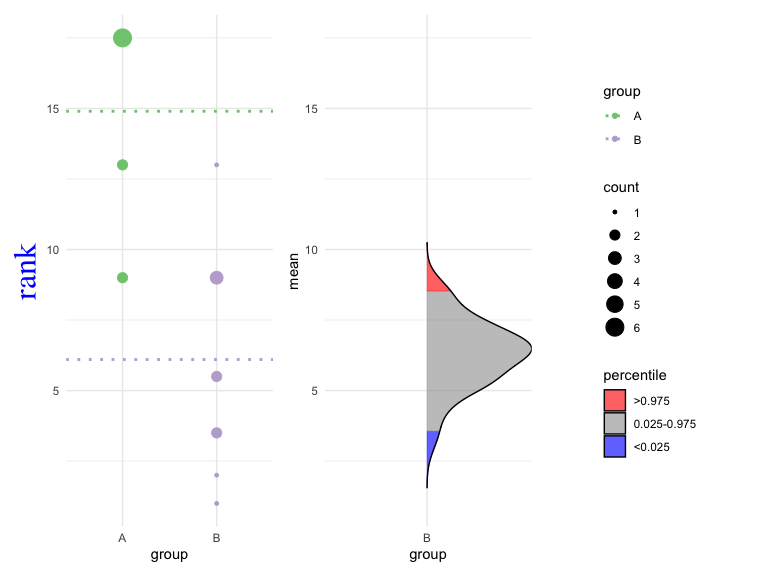 rank
15
10
5
A
B
group
mean
15
10
5
B
group
group
A
B
count
1
2
3
4
5
6
percentile
>0.975
0.025-0.975
<0.025